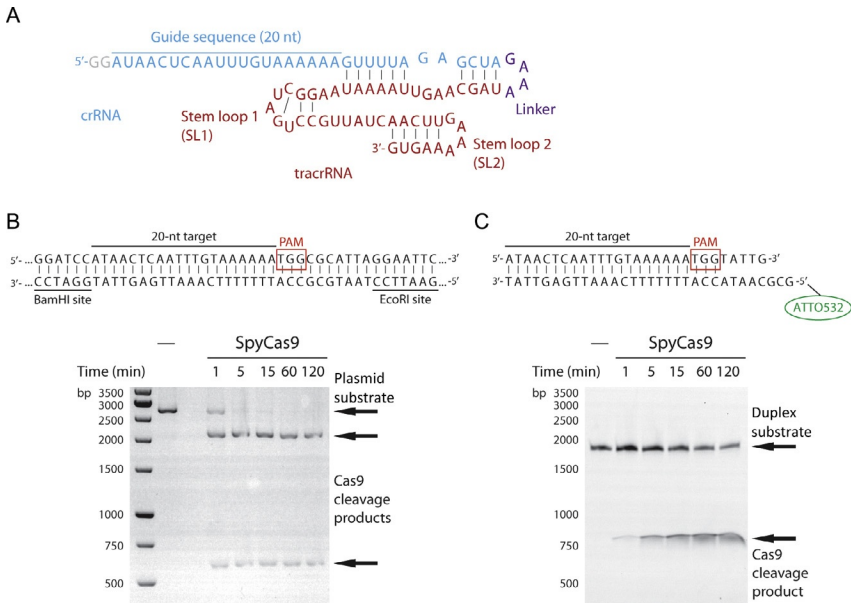 A
Guide sequence (20 nt)
5′-GGAUAACUCAAUUUGUAAAAAAGUUUUA G A GCUA G
A
A
A
Linker
UCGGAAUAAAAUUGAACGAU
crRNA
Stem loop 1
(SL1)
A
GUCCGUUAUCAACUUG
A
A
3′-GUGAAA
A
Stem loop 2
(SL2)
tracrRNA
B
20-nt target
PAM
5′- ...GGATCCATAACTCAATTTGTAAAAAATGGCGCATTAGGAATTC... -3′
3′- ...CCTAGGTATTGAGTTAAACTTTTTTTACCGCGTAATCCTTAAG... -5′
BamHI site
EcoRI site
—
SpyCas9
Time (min)
1 5 15 60 120
bp
3500
3000
2500
2000
1500
1000
750
500
Plasmid
substrate
Cas9
cleavage
products
C
20-nt target
PAM
5′- ATAACTCAATTTGTAAAAAATGGTATTG -3′
3′- TATTGAGTTAAACTTTTTTTACCATAACGCG -5′
ATTO532
—
SpyCas9
Time (min)
1 5 15 60 120
bp
3500
3000
2500
2000
1500
1000
750
500
Duplex
substrate
Cas9
cleavage
product